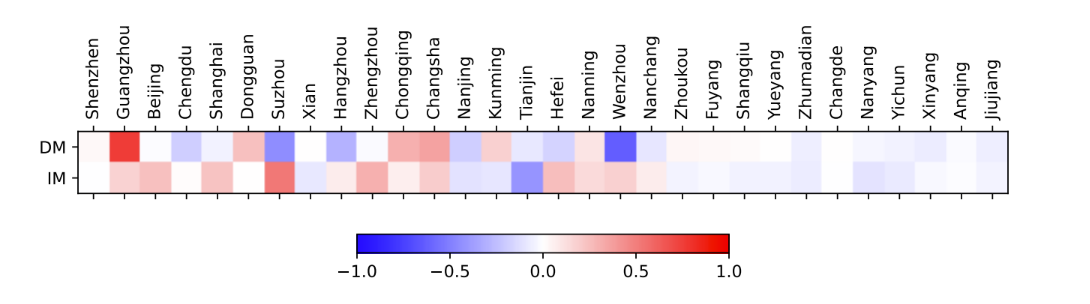 Shenzhen Guangzhou Beijing Chengdu Shanghai Dongguan Suzhou Xian Hangzhou Zhengzhou Chongqing Changsha Nanjing Kunming Tianjin Hefei Nanning Wenzhou Nanchang Zhoukou Fuyang Shangqiu Yueyang Zhumadian Changde Nanyang Yichun Xinyang Anqing Jiujiang
DM
IM
−1.0 −0.5 0.0 0.5 1.0